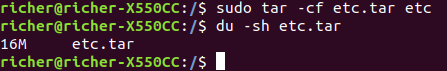 richer@richer-X550CC:/$ sudo tar -cf etc.tar etc
richer@richer-X550CC:/$ du -sh etc.tar
16M	etc.tar
richer@richer-X550CC:/$